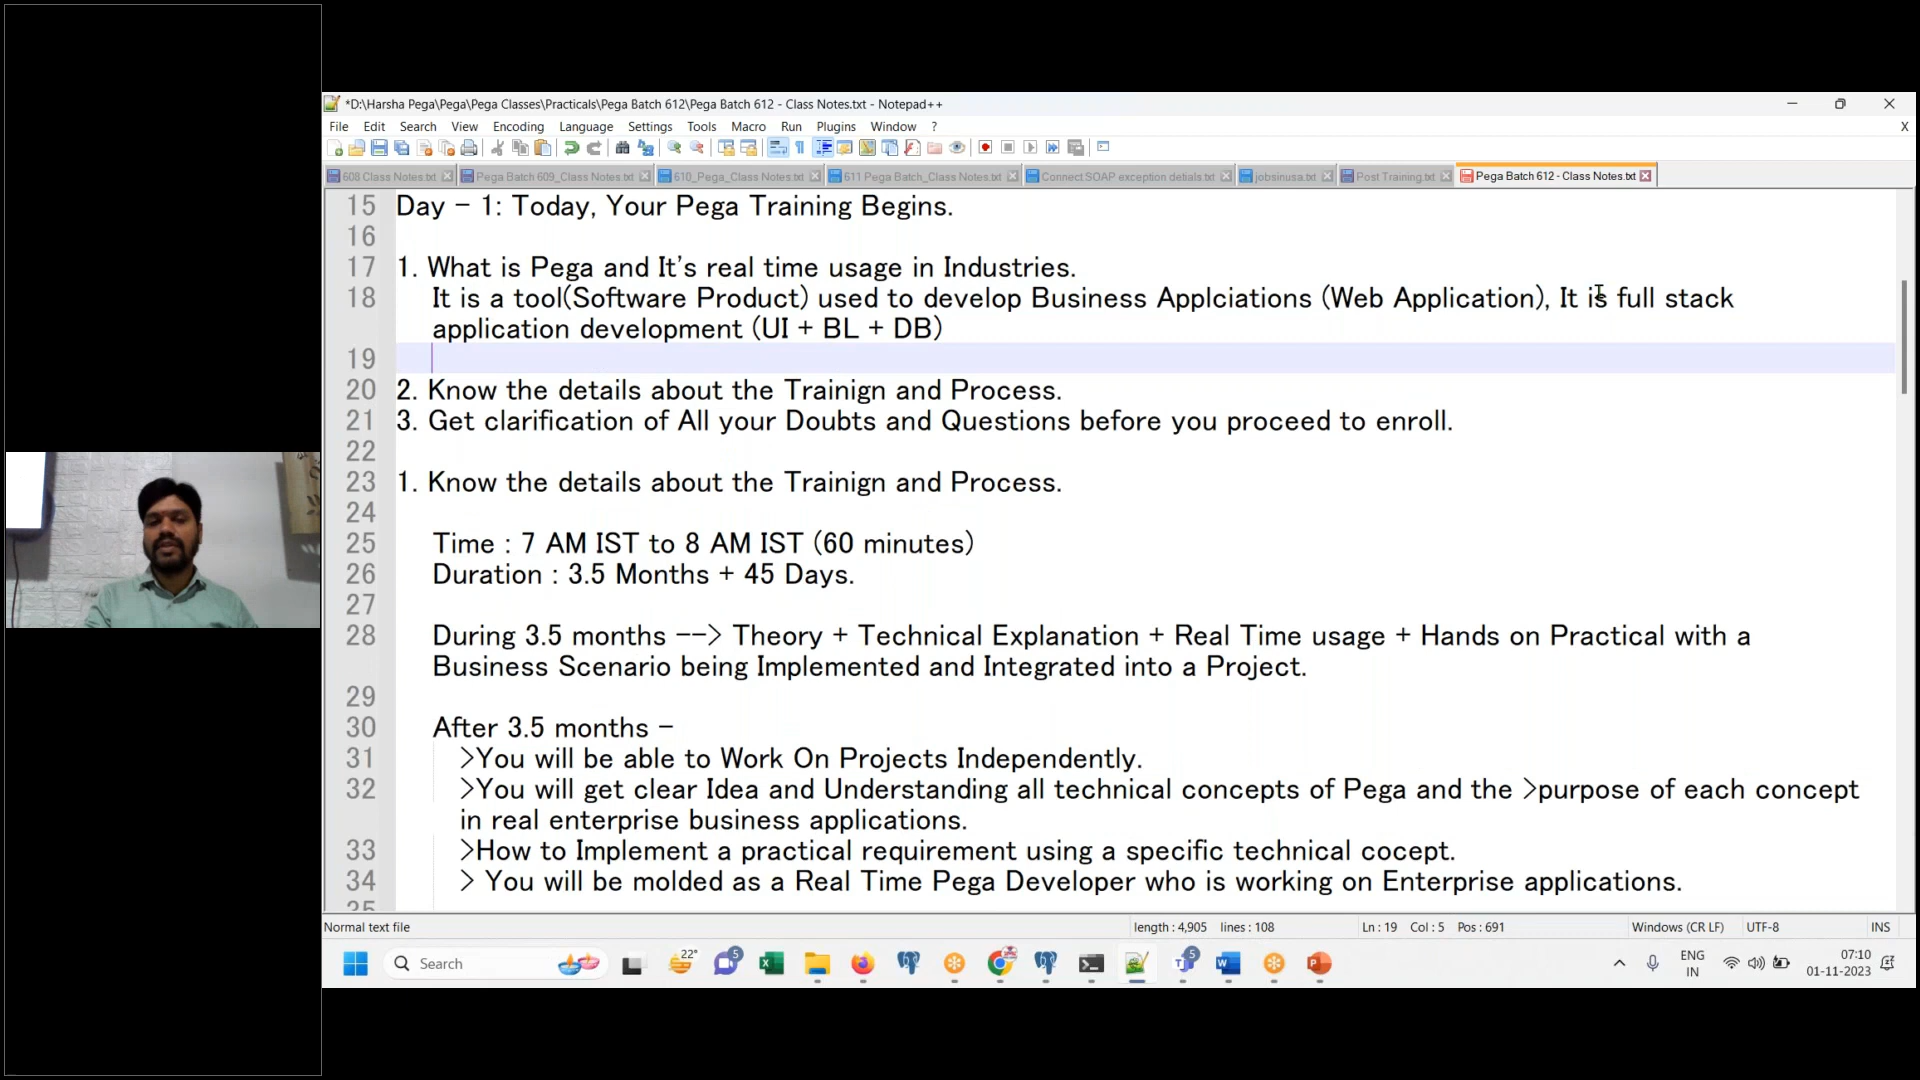 *D:\Harsha Pega\Pega\Pega Classes\Practicals\Pega Batch 612\Pega Batch 612 - Class Notes.txt - Notepad++
File Edit Search View Encoding Language Settings Tools Macro Run Plugins Window ? X
608 Class Notes.txt Pega Batch 609_Class Notes.txt 610_Pega_Class Notes.txt 611 Pega Batch_Class Notes.txt Connect SOAP exception detials.txt jobsinusa.txt Post Training.txt Pega Batch 612 - Class Notes.txt
15 Day - 1: Today, Your Pega Training Begins.
16
17 1. What is Pega and It's real time usage in Industries.
18 It is a tool(Software Product) used to develop Business Applciations (Web Application), It is full stack
application development (UI + BL + DB)
19
20 2. Know the details about the Trainign and Process.
21 3. Get clarification of All your Doubts and Questions before you proceed to enroll.
22
23 1. Know the details about the Trainign and Process.
24
25 Time : 7 AM IST to 8 AM IST (60 minutes)
26 Duration : 3.5 Months + 45 Days.
27
28 During 3.5 months --> Theory + Technical Explanation + Real Time usage + Hands on Practical with a
Business Scenario being Implemented and Integrated into a Project.
29
30 After 3.5 months -
31 >You will be able to Work On Projects Independently.
32 >You will get clear Idea and Understanding all technical concepts of Pega and the >purpose of each concept
in real enterprise business applications.
33 >How to Implement a practical requirement using a specific technical cocept.
34 > You will be molded as a Real Time Pega Developer who is working on Enterprise applications.
35
Normal text file length : 4,905 lines : 108 Ln : 19 Col : 5 Pos : 691 Windows (CR LF) UTF-8 INS
Search 22° 5 5 ENG IN 07:10 01-11-2023